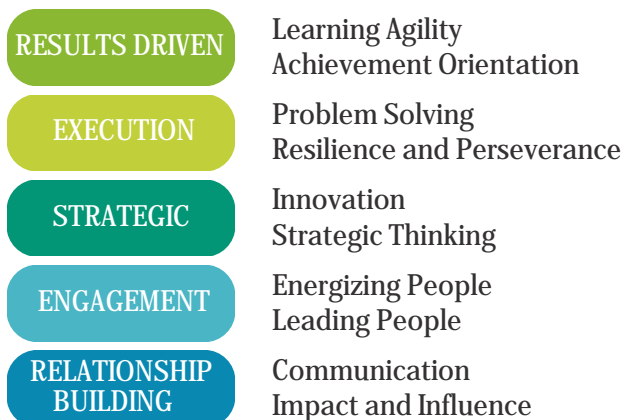 RESULTS DRIVEN
Learning Agility
Achievement Orientation
EXECUTION
Problem Solving
Resilience and Perseverance
STRATEGIC
Innovation
Strategic Thinking
ENGAGEMENT
Energizing People
Leading People
RELATIONSHIP
BUILDING
Communication
Impact and Influence